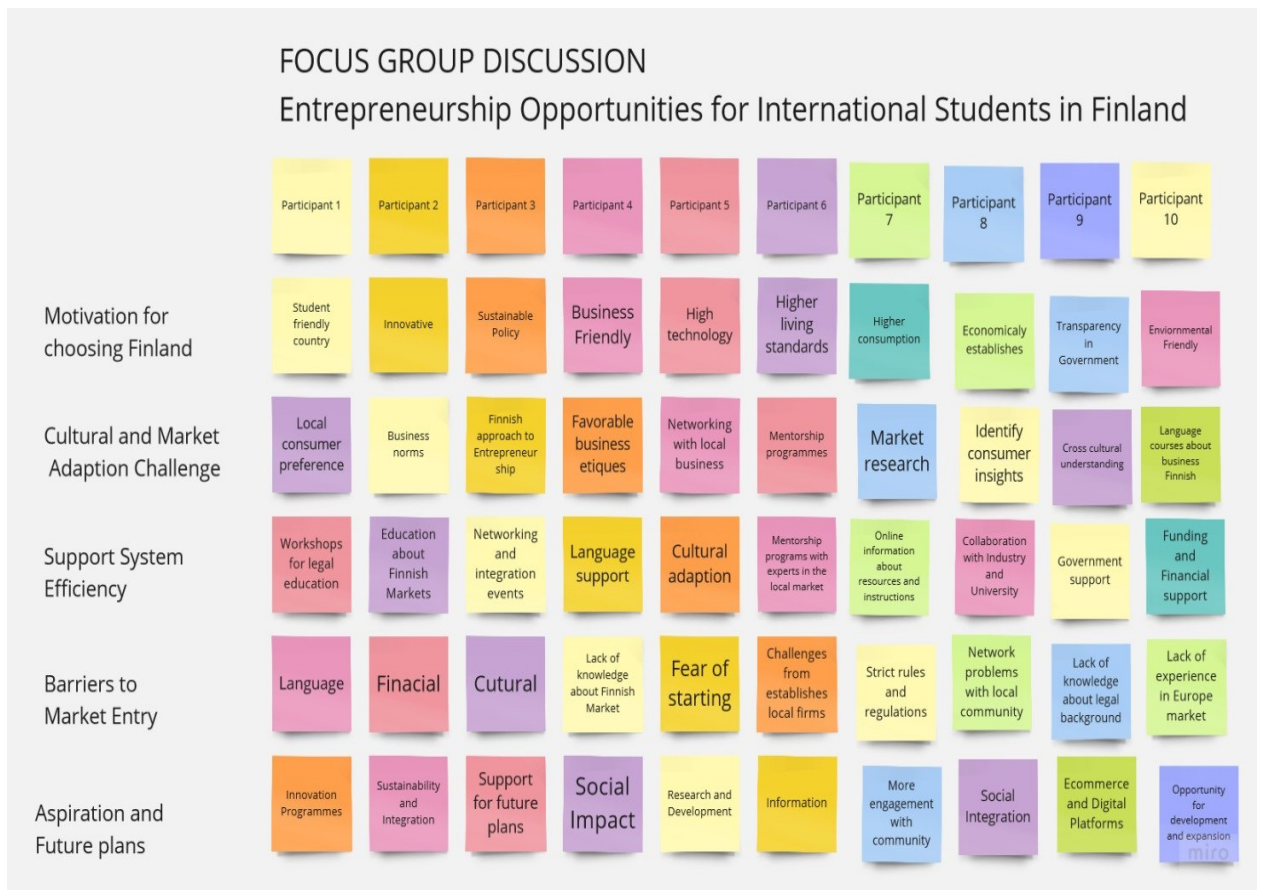 FOCUS GROUP DISCUSSION
Entrepreneurship Opportunities for International Students in Finland
Participant 1
Participant 2
Participant 3
Participant 4
Participant 5
Participant 6
Participant
7
Participant
8
Participant
9
Participant
10
Motivation for
choosing Finland
Student
friendly
country
Innovative
Sustainable
Policy
Business
Friendly
High
technology
Higher
living
standards
Higher
consumption
Economicaly
establishes
Transparency
in
Government
Enviornmental
Friendly
Cultural and Market
Adaption Challenge
Local
consumer
preference
Business
norms
Finnish
approach to
Entrepreneur
ship
Favorable
business
etiques
Networking
with local
business
Mentorship
programmes
Market
research
Identify
consumer
insights
Cross cultural
understanding
Language
courses about
business
Finnish
Support System
Efficiency
Workshops
for legal
education
Education
about
Finnish
Markets
Networking
and
integration
events
Language
support
Cultural
adaption
Mentorship
programs with
experts in the
local market
Online
information
about
resources and
instructions
Collaboration
with Industry
and
University
Government
support
Funding
and
Financial
support
Barriers to
Market Entry
Language
Finacial
Cutural
Lack of
knowledge
about Finnish
Market
Fear of
starting
Challenges
from
establishes
local firms
Strict rules
and
regulations
Network
problems
with local
community
Lack of
knowledge
about legal
background
Lack of
experience
in Europe
market
Aspiration and
Future plans
Innovation
Programmes
Sustainability
and
Integration
Support
for future
plans
Social
Impact
Research and
Development
Information
More
engagement
with
community
Social
Integration
Ecommerce
and Digital
Platforms
Opportunity
for
development
and expansion
miro